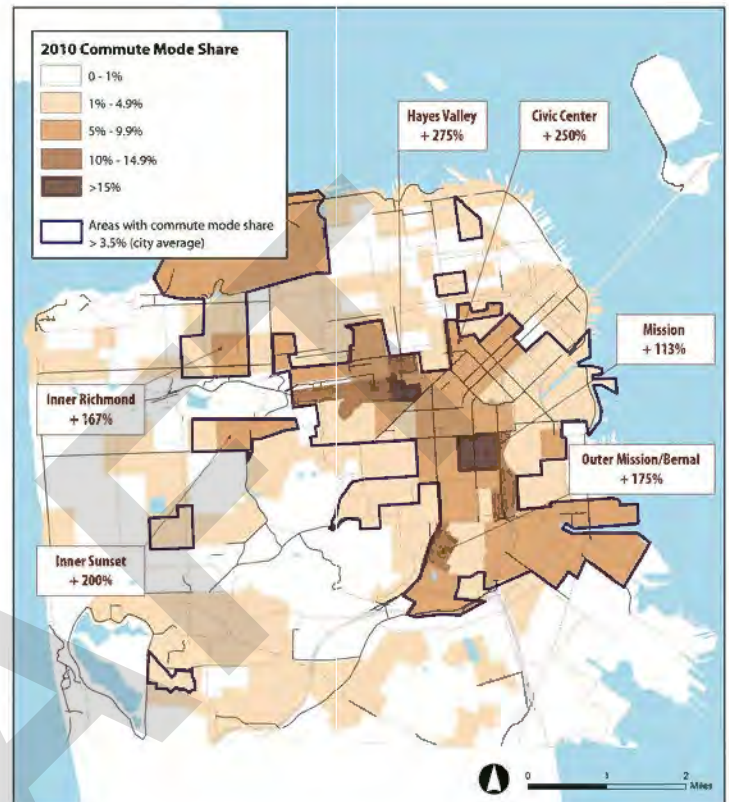 2010 Commute Mode Share
0 - 1%
1% - 4.9%
5% - 9.9%
10% - 14.9%
>15%
Areas with commute mode share
> 3.5% (city average)
Hayes Valley
+ 275%
Civic Center
+ 250%
Mission
+ 113%
Inner Richmond
+ 167%
Outer Mission/Bernal
+ 175%
Inner Sunset
+ 200%
0 1 2
Miles